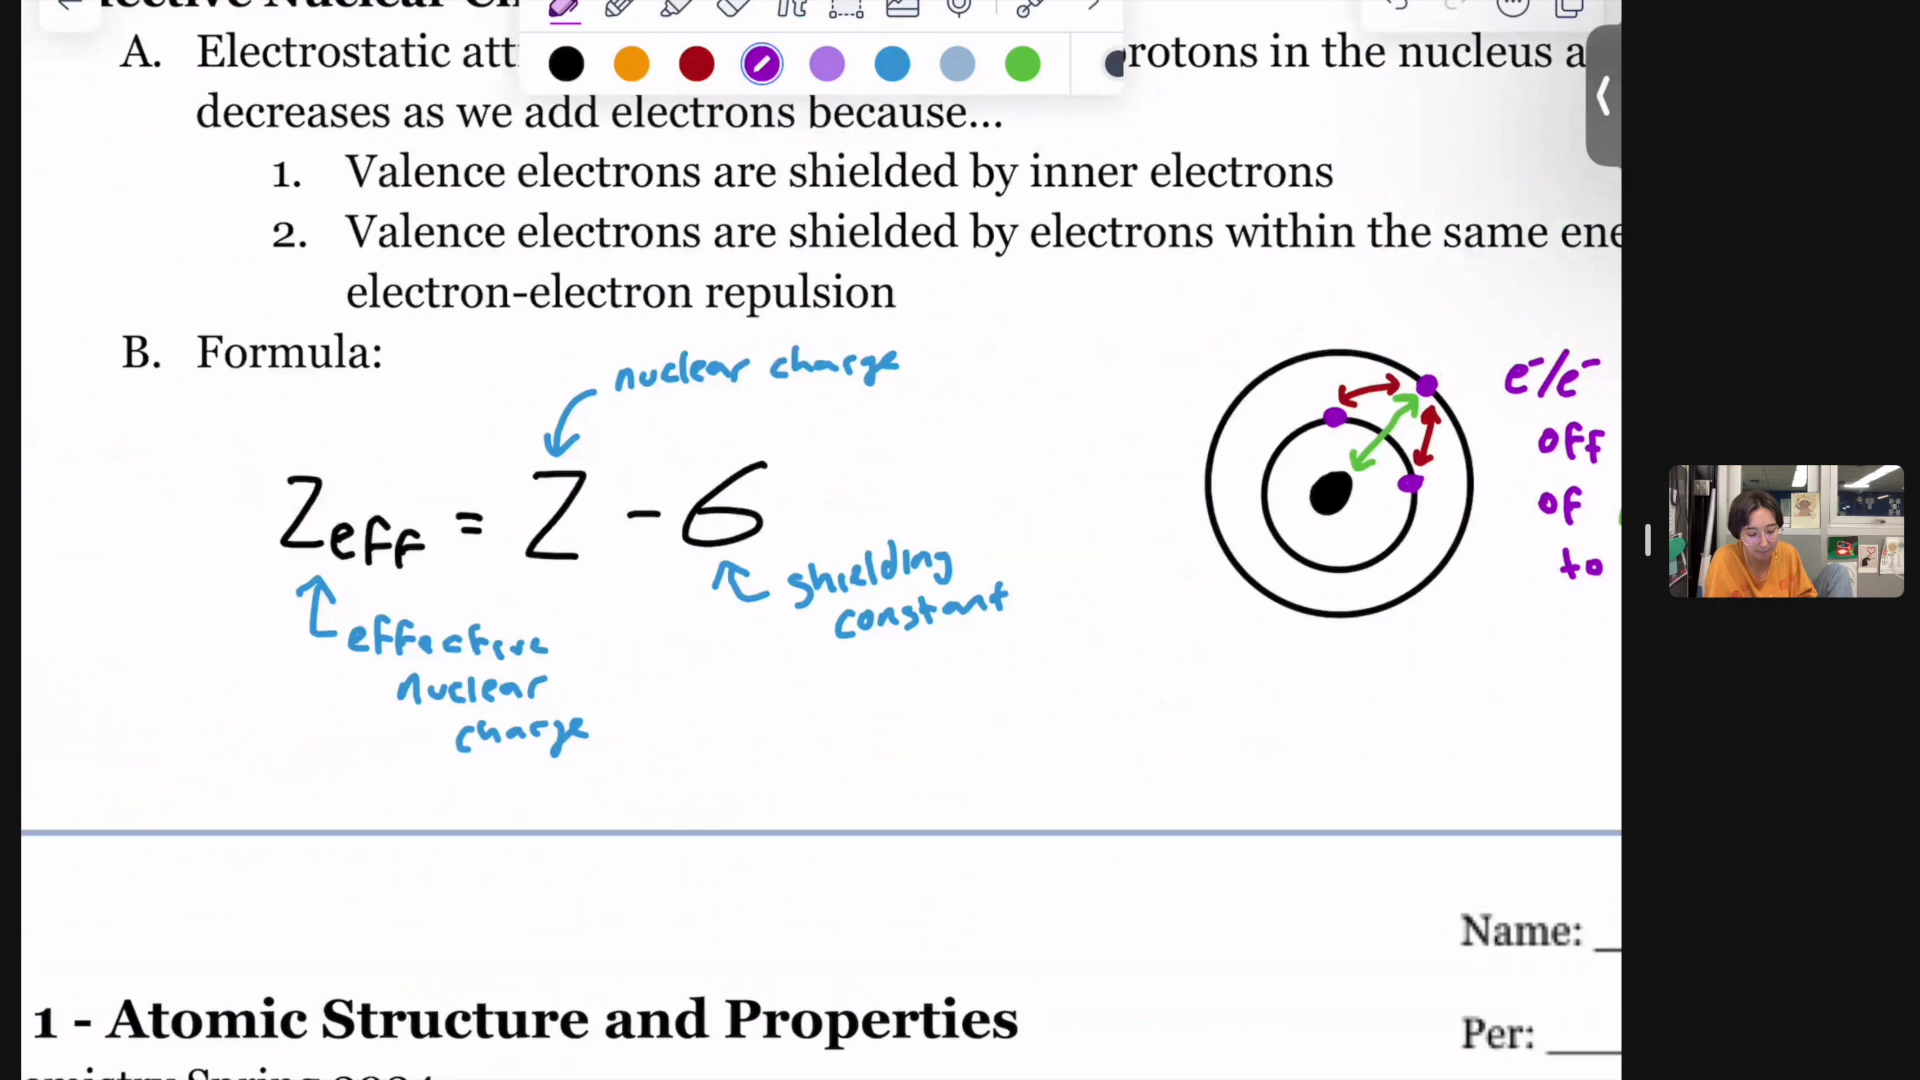 A. Electrostatic att rotons in the nucleus a
decreases as we add electrons because...
1. Valence electrons are shielded by inner electrons
2. Valence electrons are shielded by electrons within the same ene
electron-electron repulsion
B. Formula:
nuclear charge
Zeff = Z - 6
shielding
constant
effective
nuclear
charge
e-/e-
off
of
to
Name:
1 - Atomic Structure and Properties
Per: